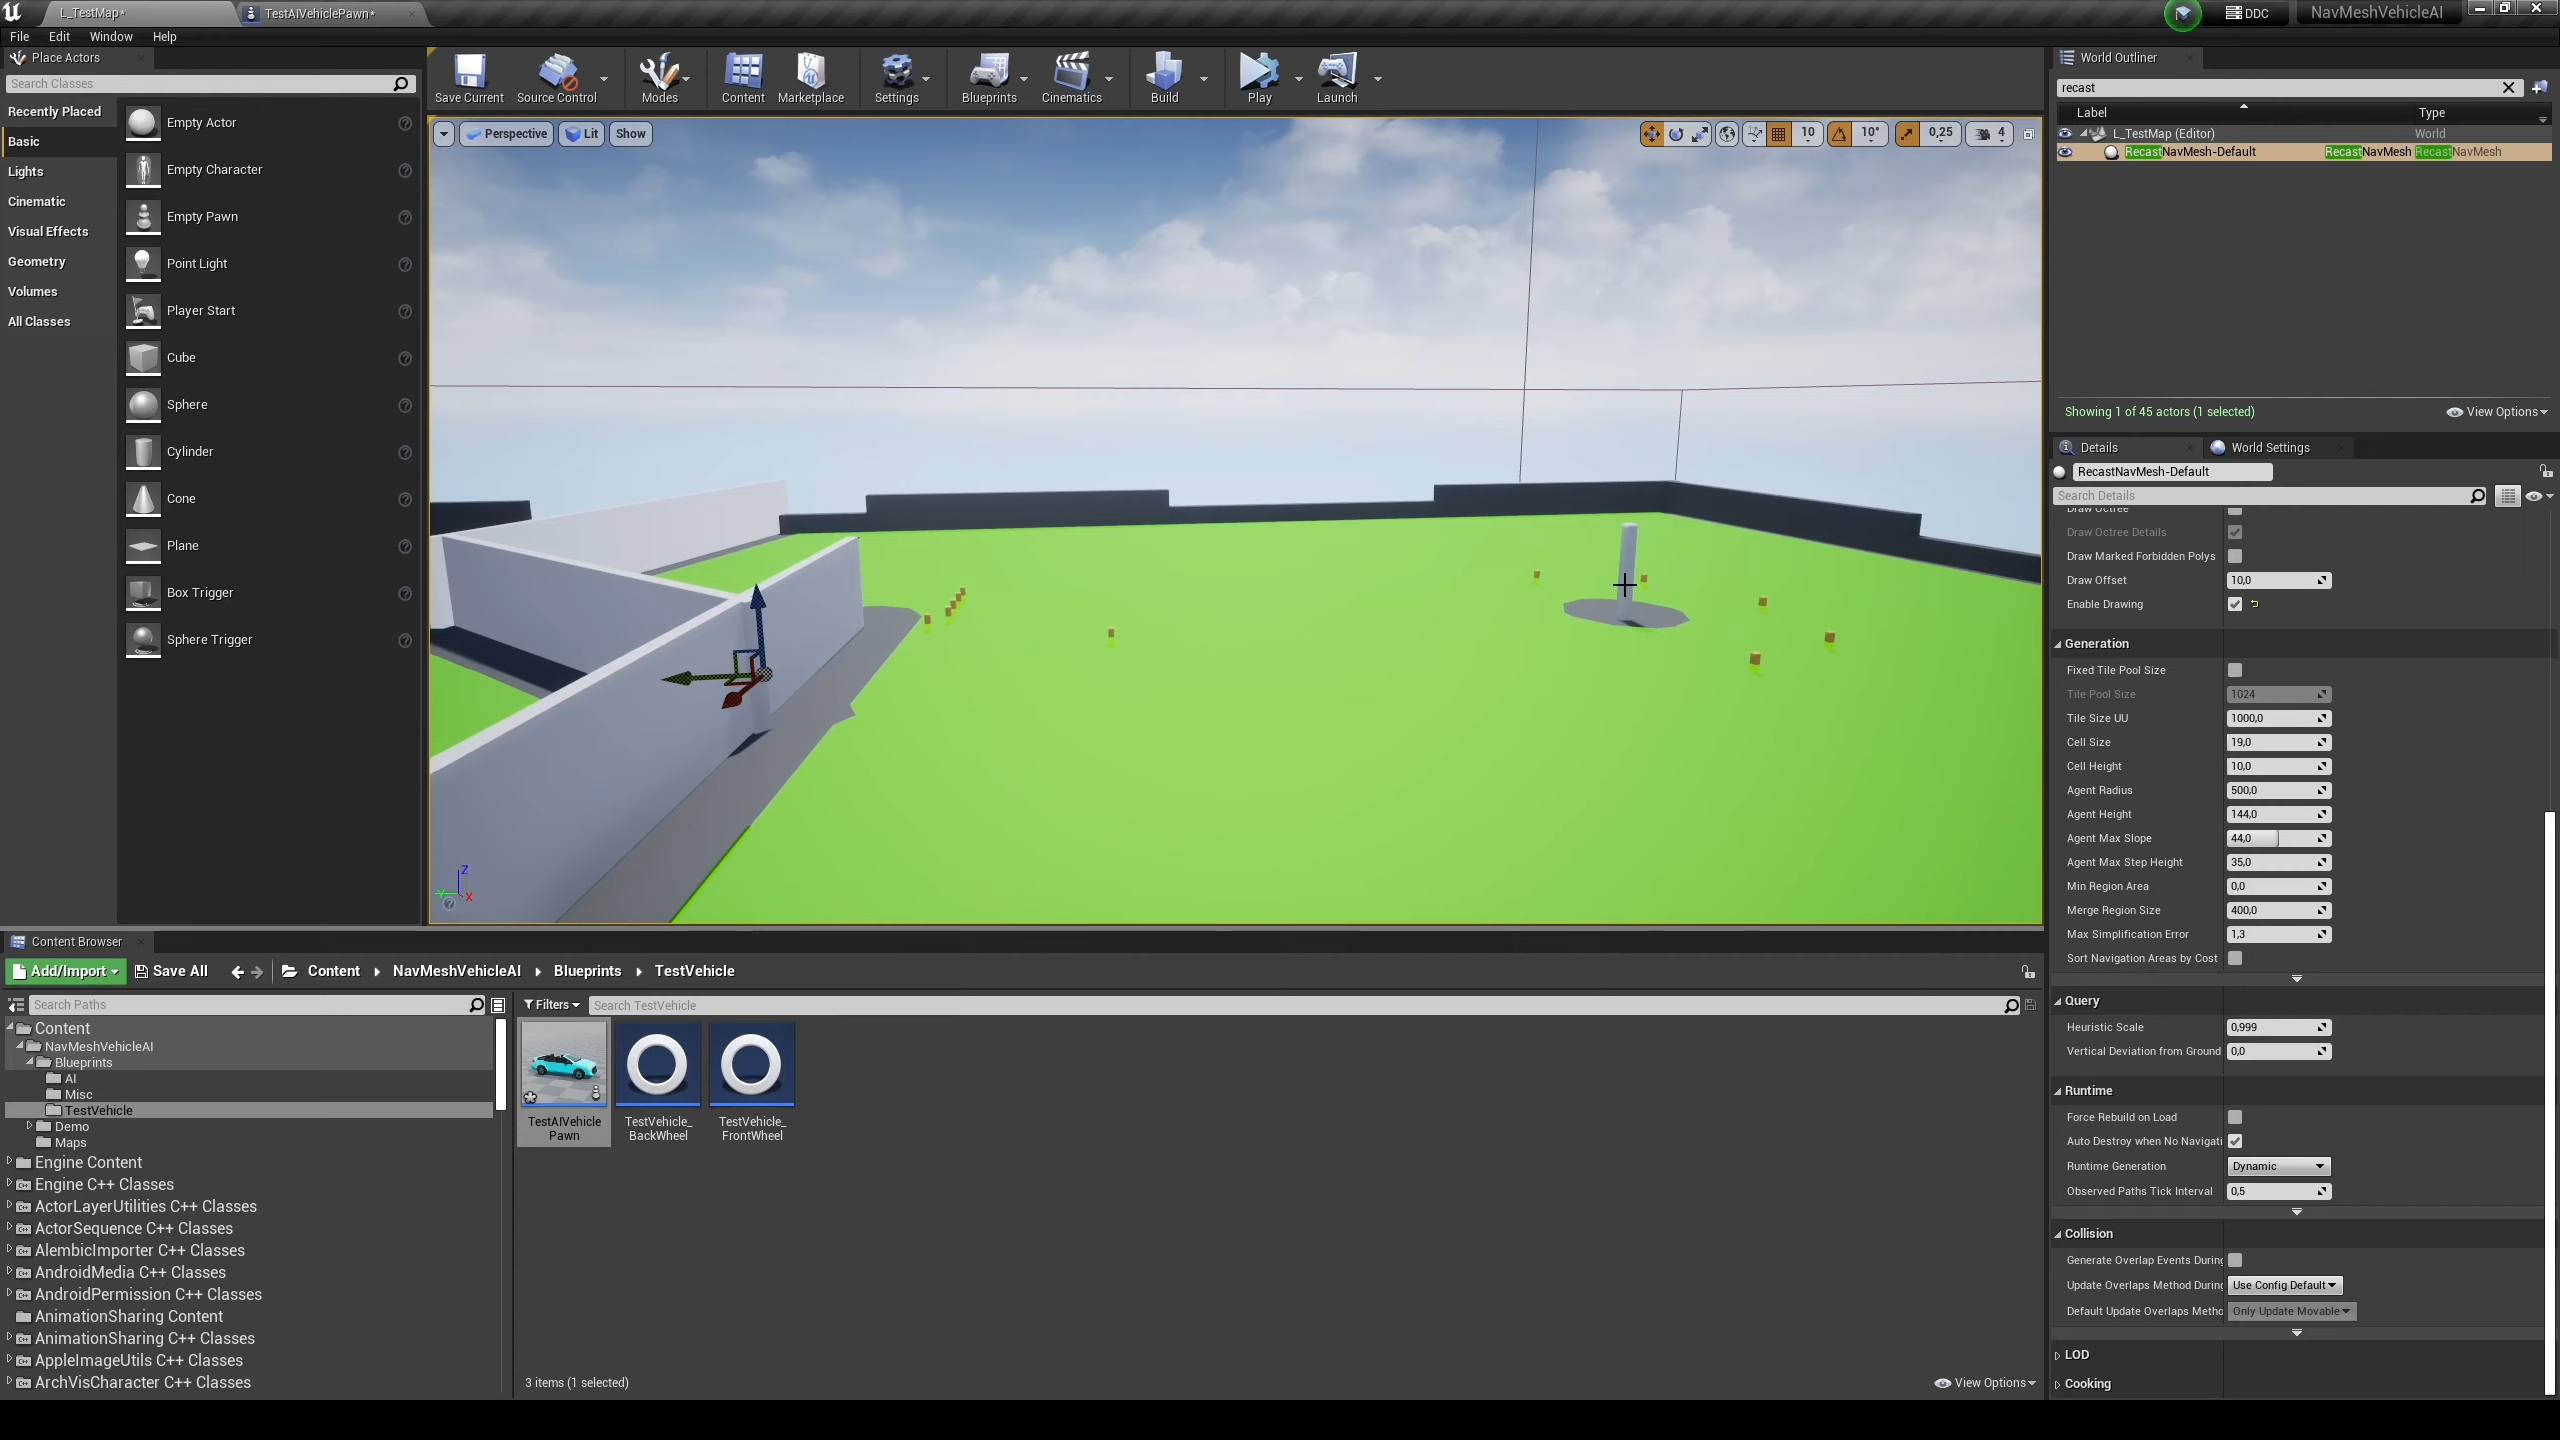 L_TestMap*
TestAIVehiclePawn*
DDC
NavMeshVehicleAI
File Edit Window Help
Place Actors
Search Classes
Recently Placed
Basic
Lights
Cinematic
Visual Effects
Geometry
Volumes
All Classes
Empty Actor
Empty Character
Empty Pawn
Point Light
Player Start
Cube
Sphere
Cylinder
Cone
Plane
Box Trigger
Sphere Trigger
Save Current
Source Control
Modes
Content
Marketplace
Settings
Blueprints
Cinematics
Build
Play
Launch
Perspective
Lit
Show
10
10°
0,25
4
Z
X
World Outliner
recast
Label Type
L_TestMap (Editor) World
RecastNavMesh-Default RecastNavMesh RecastNavMesh
Showing 1 of 45 actors (1 selected)
View Options
Details
World Settings
RecastNavMesh-Default
Search Details
Draw Octree
Draw Octree Details
Draw Marked Forbidden Polys
Draw Offset 10,0
Enable Drawing
Generation
Fixed Tile Pool Size
Tile Pool Size 1024
Tile Size UU 1000,0
Cell Size 19,0
Cell Height 10,0
Agent Radius 500,0
Agent Height 144,0
Agent Max Slope 44,0
Agent Max Step Height 35,0
Min Region Area 0,0
Merge Region Size 400,0
Max Simplification Error 1,3
Sort Navigation Areas by Cost
Query
Heuristic Scale 0,999
Vertical Deviation from Ground 0,0
Runtime
Force Rebuild on Load
Auto Destroy when No Navigati
Runtime Generation Dynamic
Observed Paths Tick Interval 0,5
Collision
Generate Overlap Events During
Update Overlaps Method During Use Config Default
Default Update Overlaps Metho Only Update Movable
LOD
Cooking
Content Browser
Add/Import
Save All
Content
NavMeshVehicleAI
Blueprints
TestVehicle
Search Paths
Filters
Search TestVehicle
Content
NavMeshVehicleAI
Blueprints
AI
Misc
TestVehicle
Demo
Maps
Engine Content
Engine C++ Classes
ActorLayerUtilities C++ Classes
ActorSequence C++ Classes
AlembicImporter C++ Classes
AndroidMedia C++ Classes
AndroidPermission C++ Classes
AnimationSharing Content
AnimationSharing C++ Classes
AppleImageUtils C++ Classes
ArchVisCharacter C++ Classes
TestAIVehicle
Pawn
TestVehicle_
BackWheel
TestVehicle_
FrontWheel
3 items (1 selected)
View Options